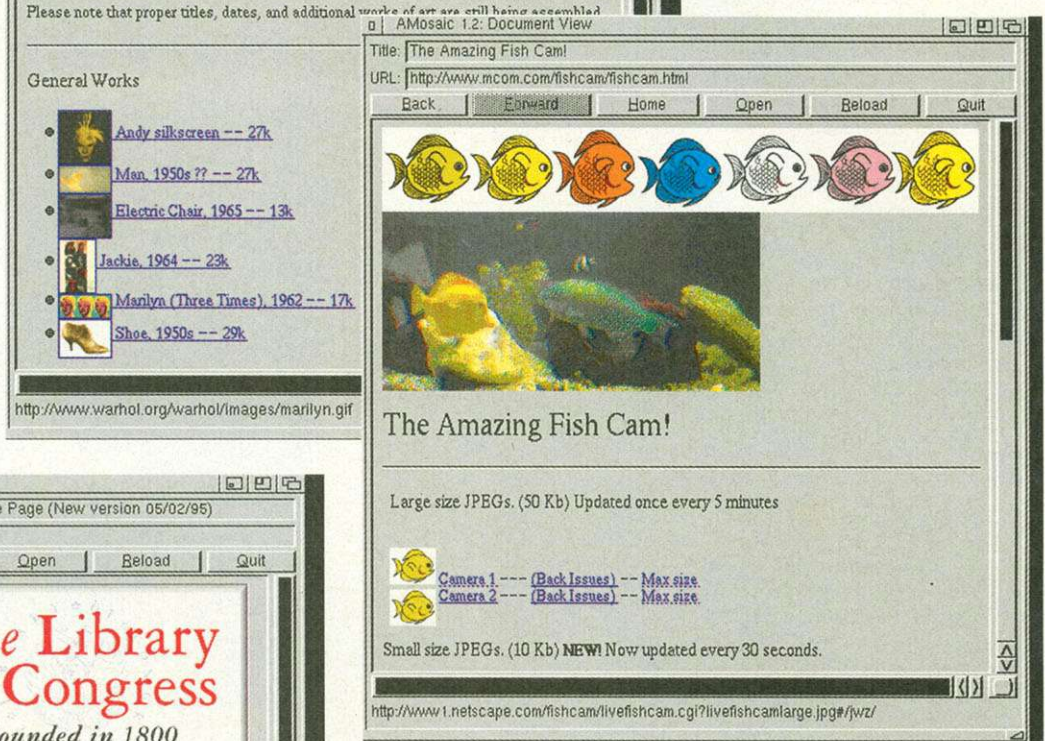 Please note that proper titles, dates, and additional works of art are still being assembled
General Works
Andy silkscreen -- 27k
Man, 1950s ?? -- 27k
Electric Chair, 1965 -- 13k
Jackie, 1964 -- 23k
Marilyn (Three Times), 1962 -- 17k
Shoe, 1950s -- 29k
http://www.warhol.org/warhol/images/marilyn.gif
AMosaic 1.2: Document View
Title: The Amazing Fish Cam!
URL: http://www.mcom.com/fishcam/fishcam.html
Back Forward Home Open Reload Quit
The Amazing Fish Cam!
Large size JPEGs. (50 Kb) Updated once every 5 minutes
Camera 1 --- (Back Issues) -- Max size
Camera 2 --- (Back Issues) -- Max size
Small size JPEGs. (10 Kb) NEW! Now updated every 30 seconds.
http://www1.netscape.com/fishcam/livefishcam.cgi?livefishcamlarge.jpg#/jwz/
Page (New version 05/02/95)
Open Reload Quit
Library
Congress
in 1800